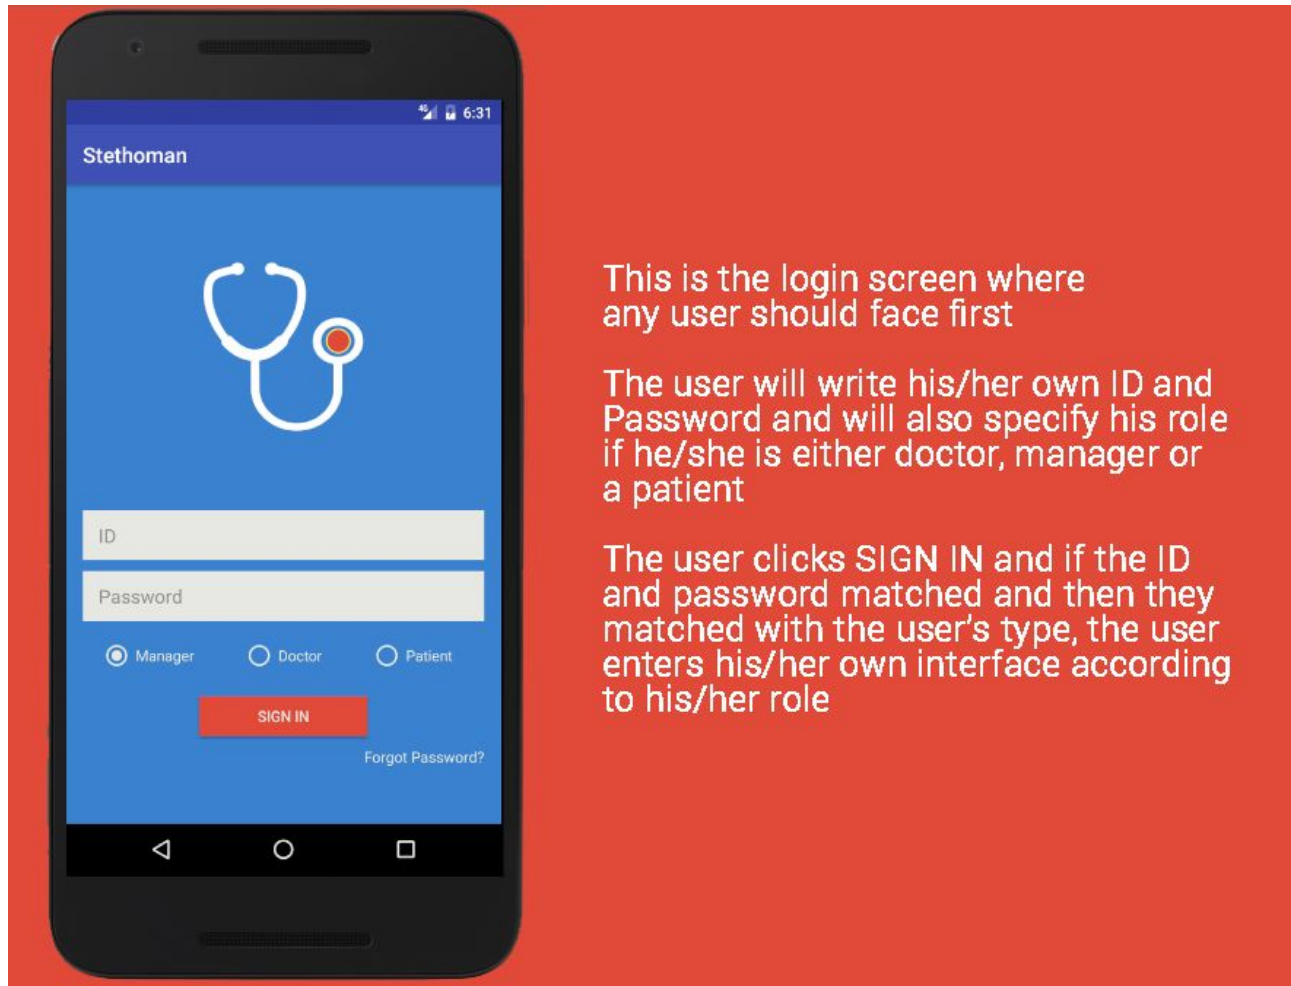 4G 6:31
Stethoman
ID
Password
Manager Doctor Patient
SIGN IN
Forgot Password?
This is the login screen where
any user should face first
The user will write his/her own ID and
Password and will also specify his role
if he/she is either doctor, manager or
a patient
The user clicks SIGN IN and if the ID
and password matched and then they
matched with the user's type, the user
enters his/her own interface according
to his/her role